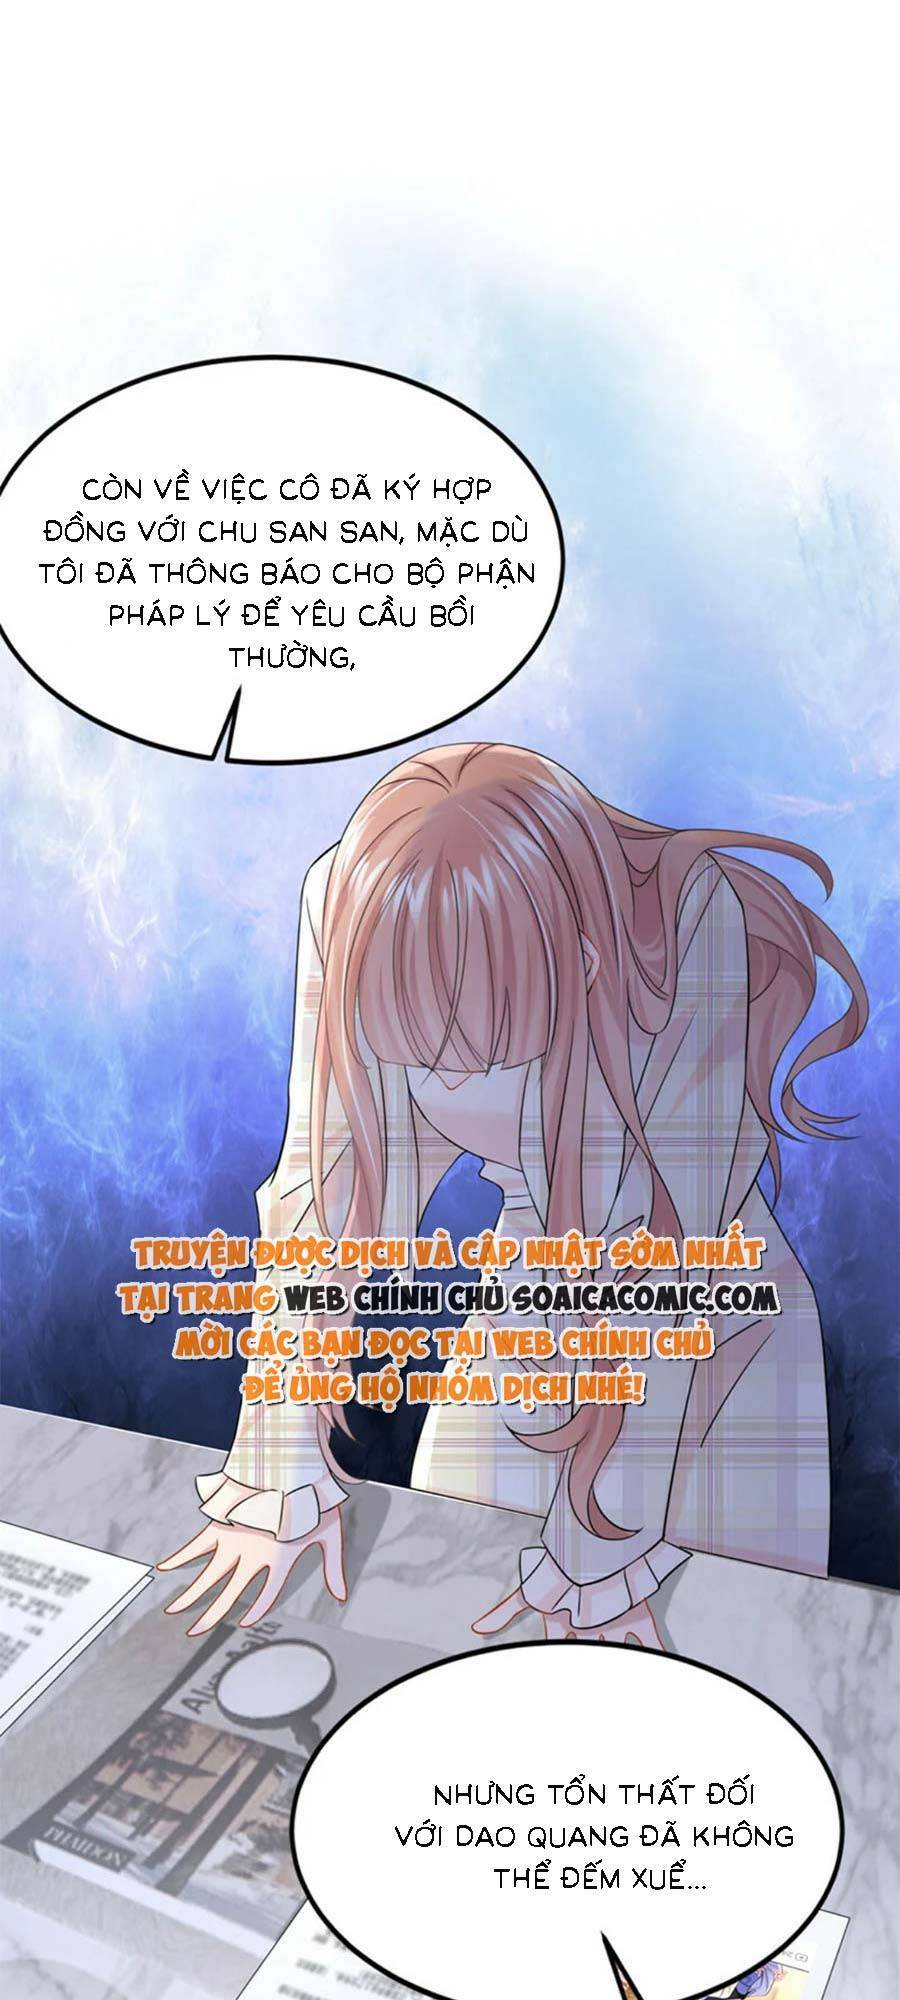 CÒN VỀ VIỆC CÔ ĐÃ KÝ HỢP
ĐỒNG VỚI CHU SAN SAN, MẶC DÙ
TÔI ĐÃ THÔNG BÁO CHO BỘ PHẬN
PHÁP LÝ ĐỂ YÊU CẦU BỒI
THƯỜNG,
TRUYỆN ĐƯỢC DỊCH VÀ CẬP NHẬT SỚM NHẤT
TẠI TRANG WEB CHÍNH CHỦ SOAICACOMIC.COM
MỜI CÁC BẠN ĐỌC TẠI WEB CHÍNH CHỦ
ĐỂ ỦNG HỘ NHÓM DỊCH NHÉ!
PHAIDON
NHƯNG TỔN THẤT ĐỐI
VỚI DAO QUANG ĐÃ KHÔNG
THỂ ĐẾM XUỂ...